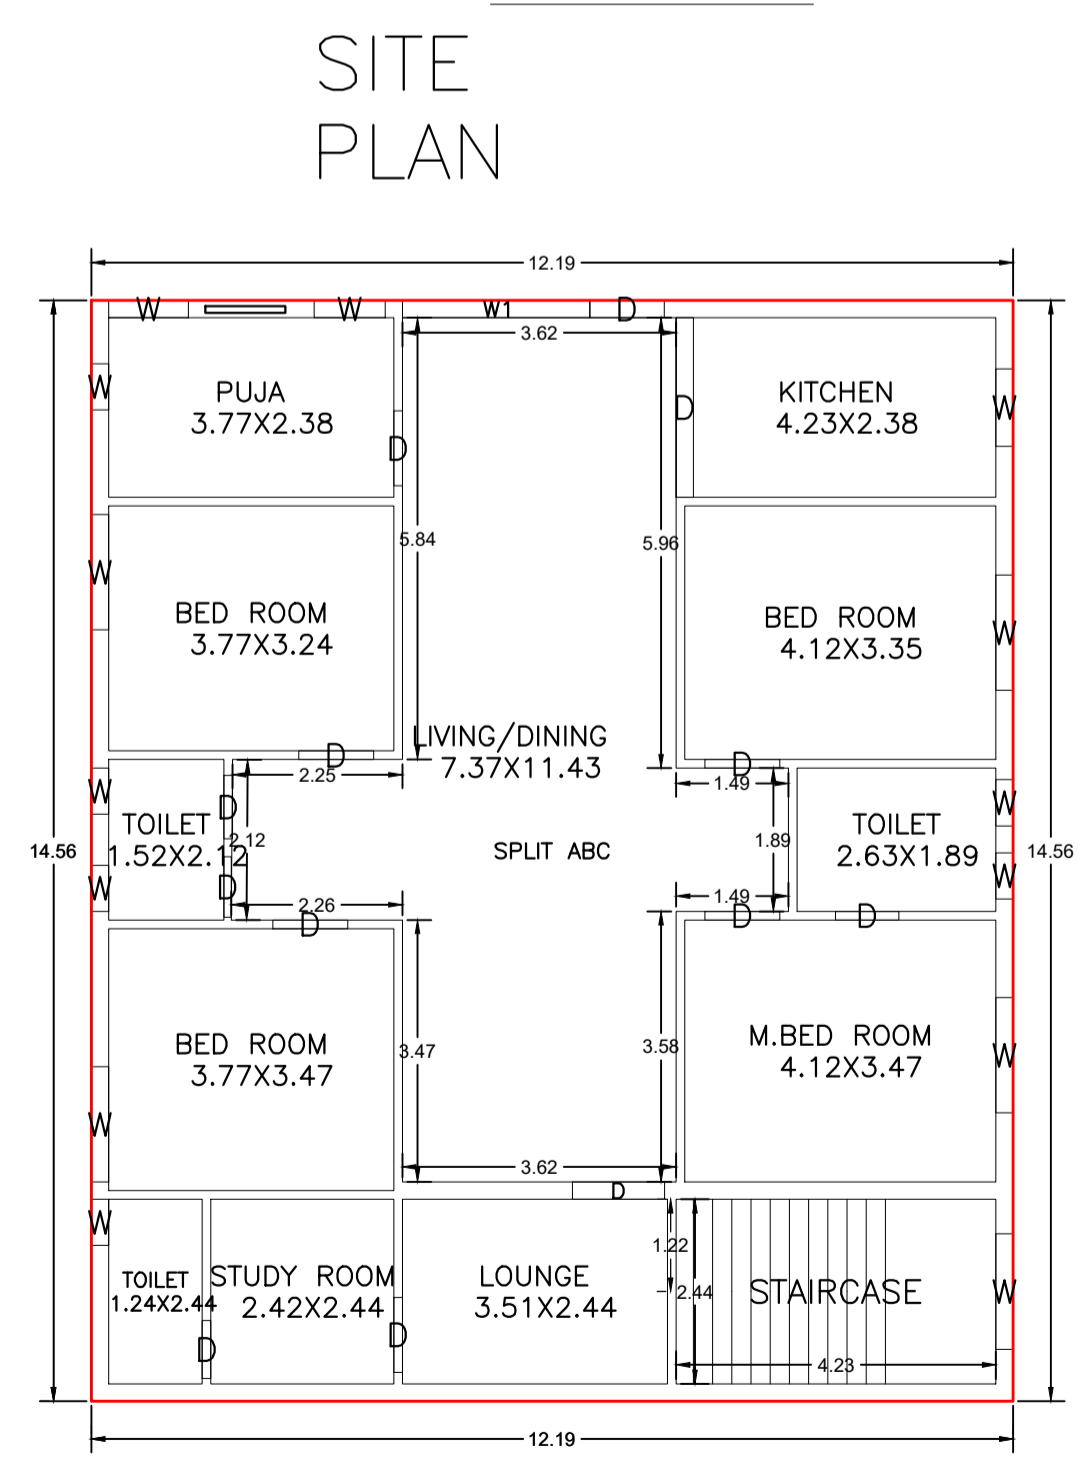 SITE
PLAN
12.19
W
W
W1
D
3.62
W
PUJA
3.77X2.38
D
D
KITCHEN
4.23X2.38
W
5.84
5.96
W
BED ROOM
3.77X3.24
BED ROOM
4.12X3.35
W
D
LIVING/DINING
7.37X11.43
D
2.25
1.49
W
D
TOILET
1.52X2.12
2.12
W
D
14.56
SPLIT ABC
1.89
TOILET
2.63X1.89
W
W
14.56
2.26
1.49
D
D
D
BED ROOM
3.77X3.47
W
3.47
3.58
M.BED ROOM
4.12X3.47
W
3.62
D
W
TOILET
1.24X2.44
D
STUDY ROOM
2.42X2.44
D
LOUNGE
3.51X2.44
1.22
2.44
STAIRCASE
W
4.23
12.19